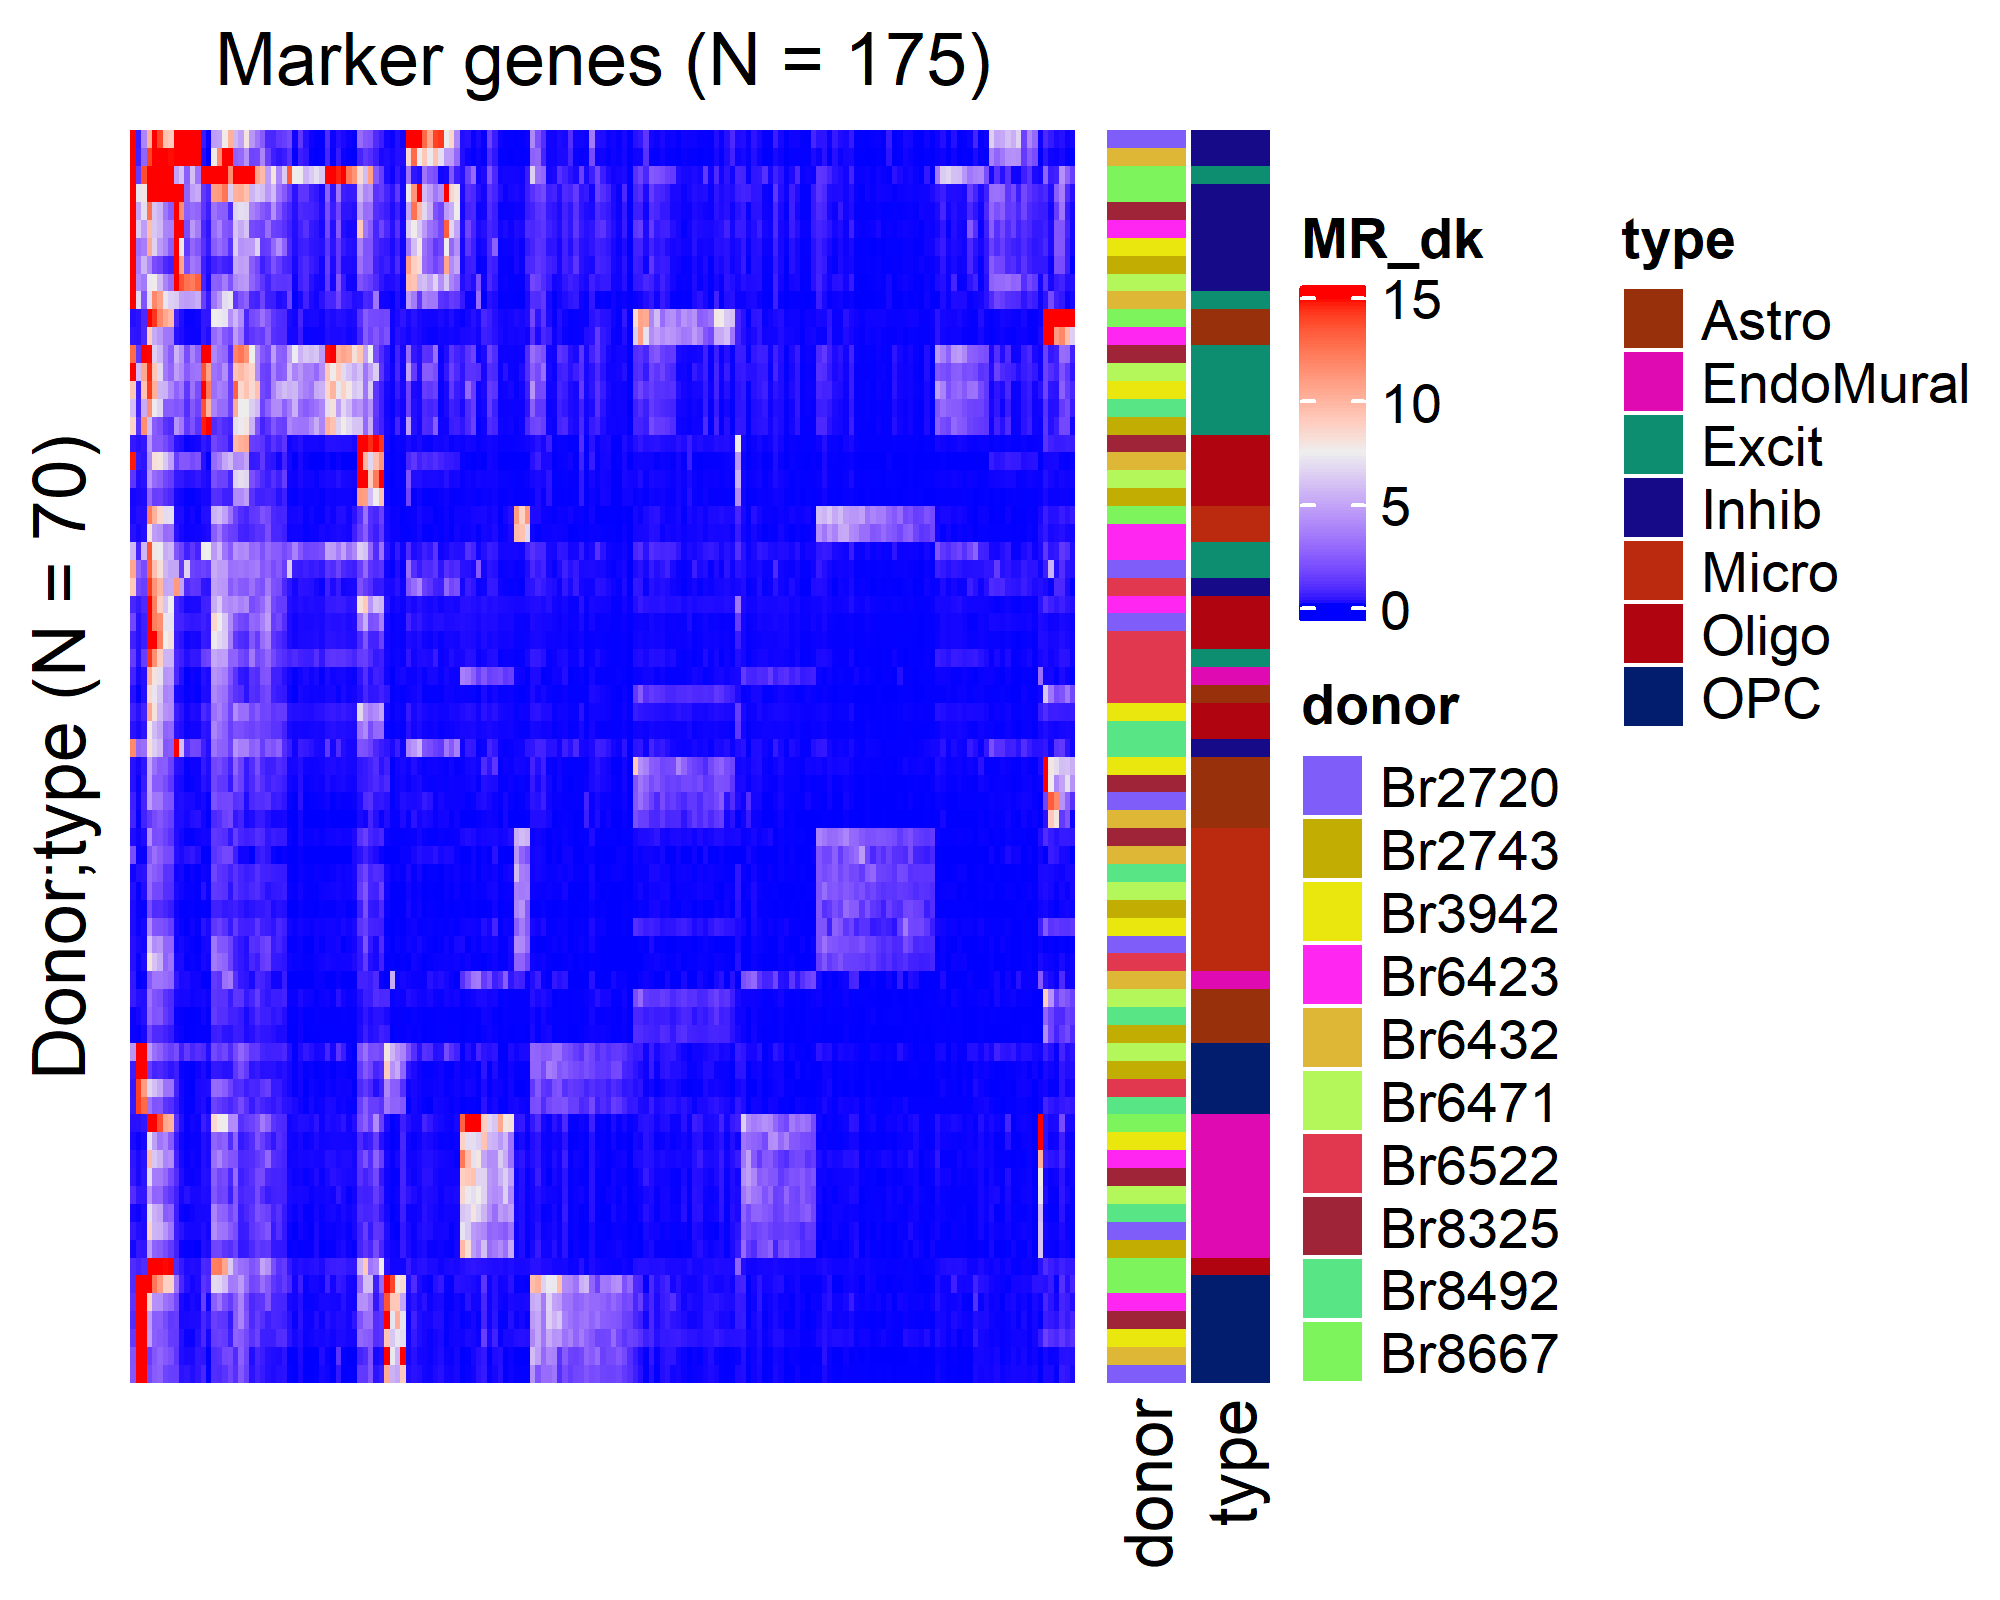 Marker genes (N = 175)
Donor;type (N = 70)
donor
type
MR_dk
15
10
5
0
donor
Br2720
Br2743
Br3942
Br6423
Br6432
Br6471
Br6522
Br8325
Br8492
Br8667
type
Astro
EndoMural
Excit
Inhib
Micro
Oligo
OPC